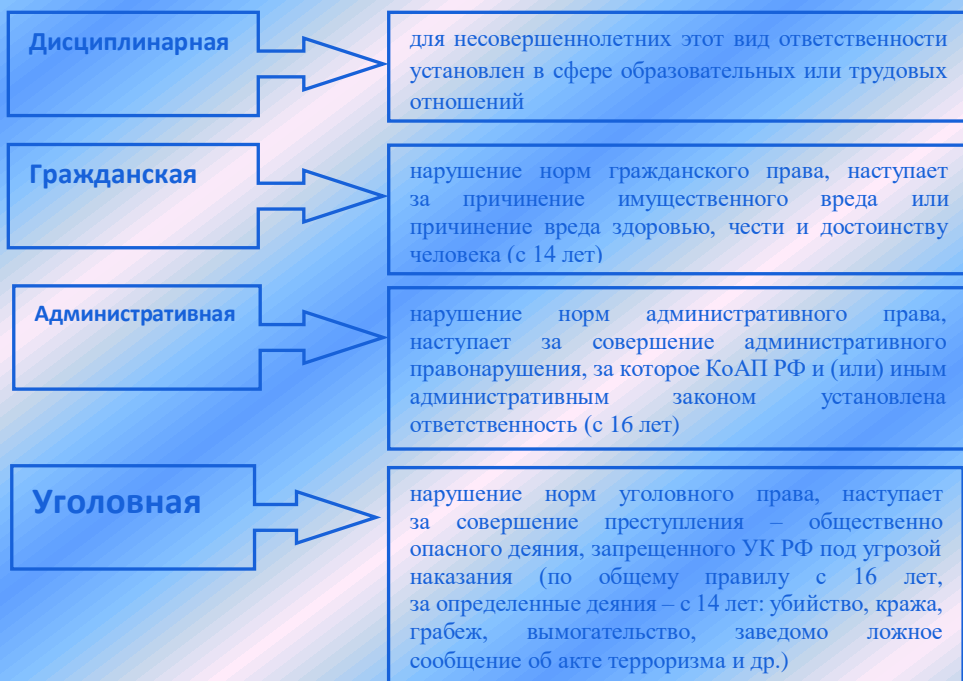 Дисциплинарная
для несовершеннолетних этот вид ответственности
установлен в сфере образовательных или трудовых
отношений
Гражданская
нарушение норм гражданского права, наступает
за причинение имущественного вреда или
причинение вреда здоровью, чести и достоинству
человека (с 14 лет)
Административная
нарушение норм административного права,
наступает за совершение административного
правонарушения, за которое КоАП РФ и (или) иным
административным законом установлена
ответственность (с 16 лет)
Уголовная
нарушение норм уголовного права, наступает
за совершение преступления – общественно
опасного деяния, запрещенного УК РФ под угрозой
наказания (по общему правилу с 16 лет,
за определенные деяния – с 14 лет: убийство, кража,
грабеж, вымогательство, заведомо ложное
сообщение об акте терроризма и др.)